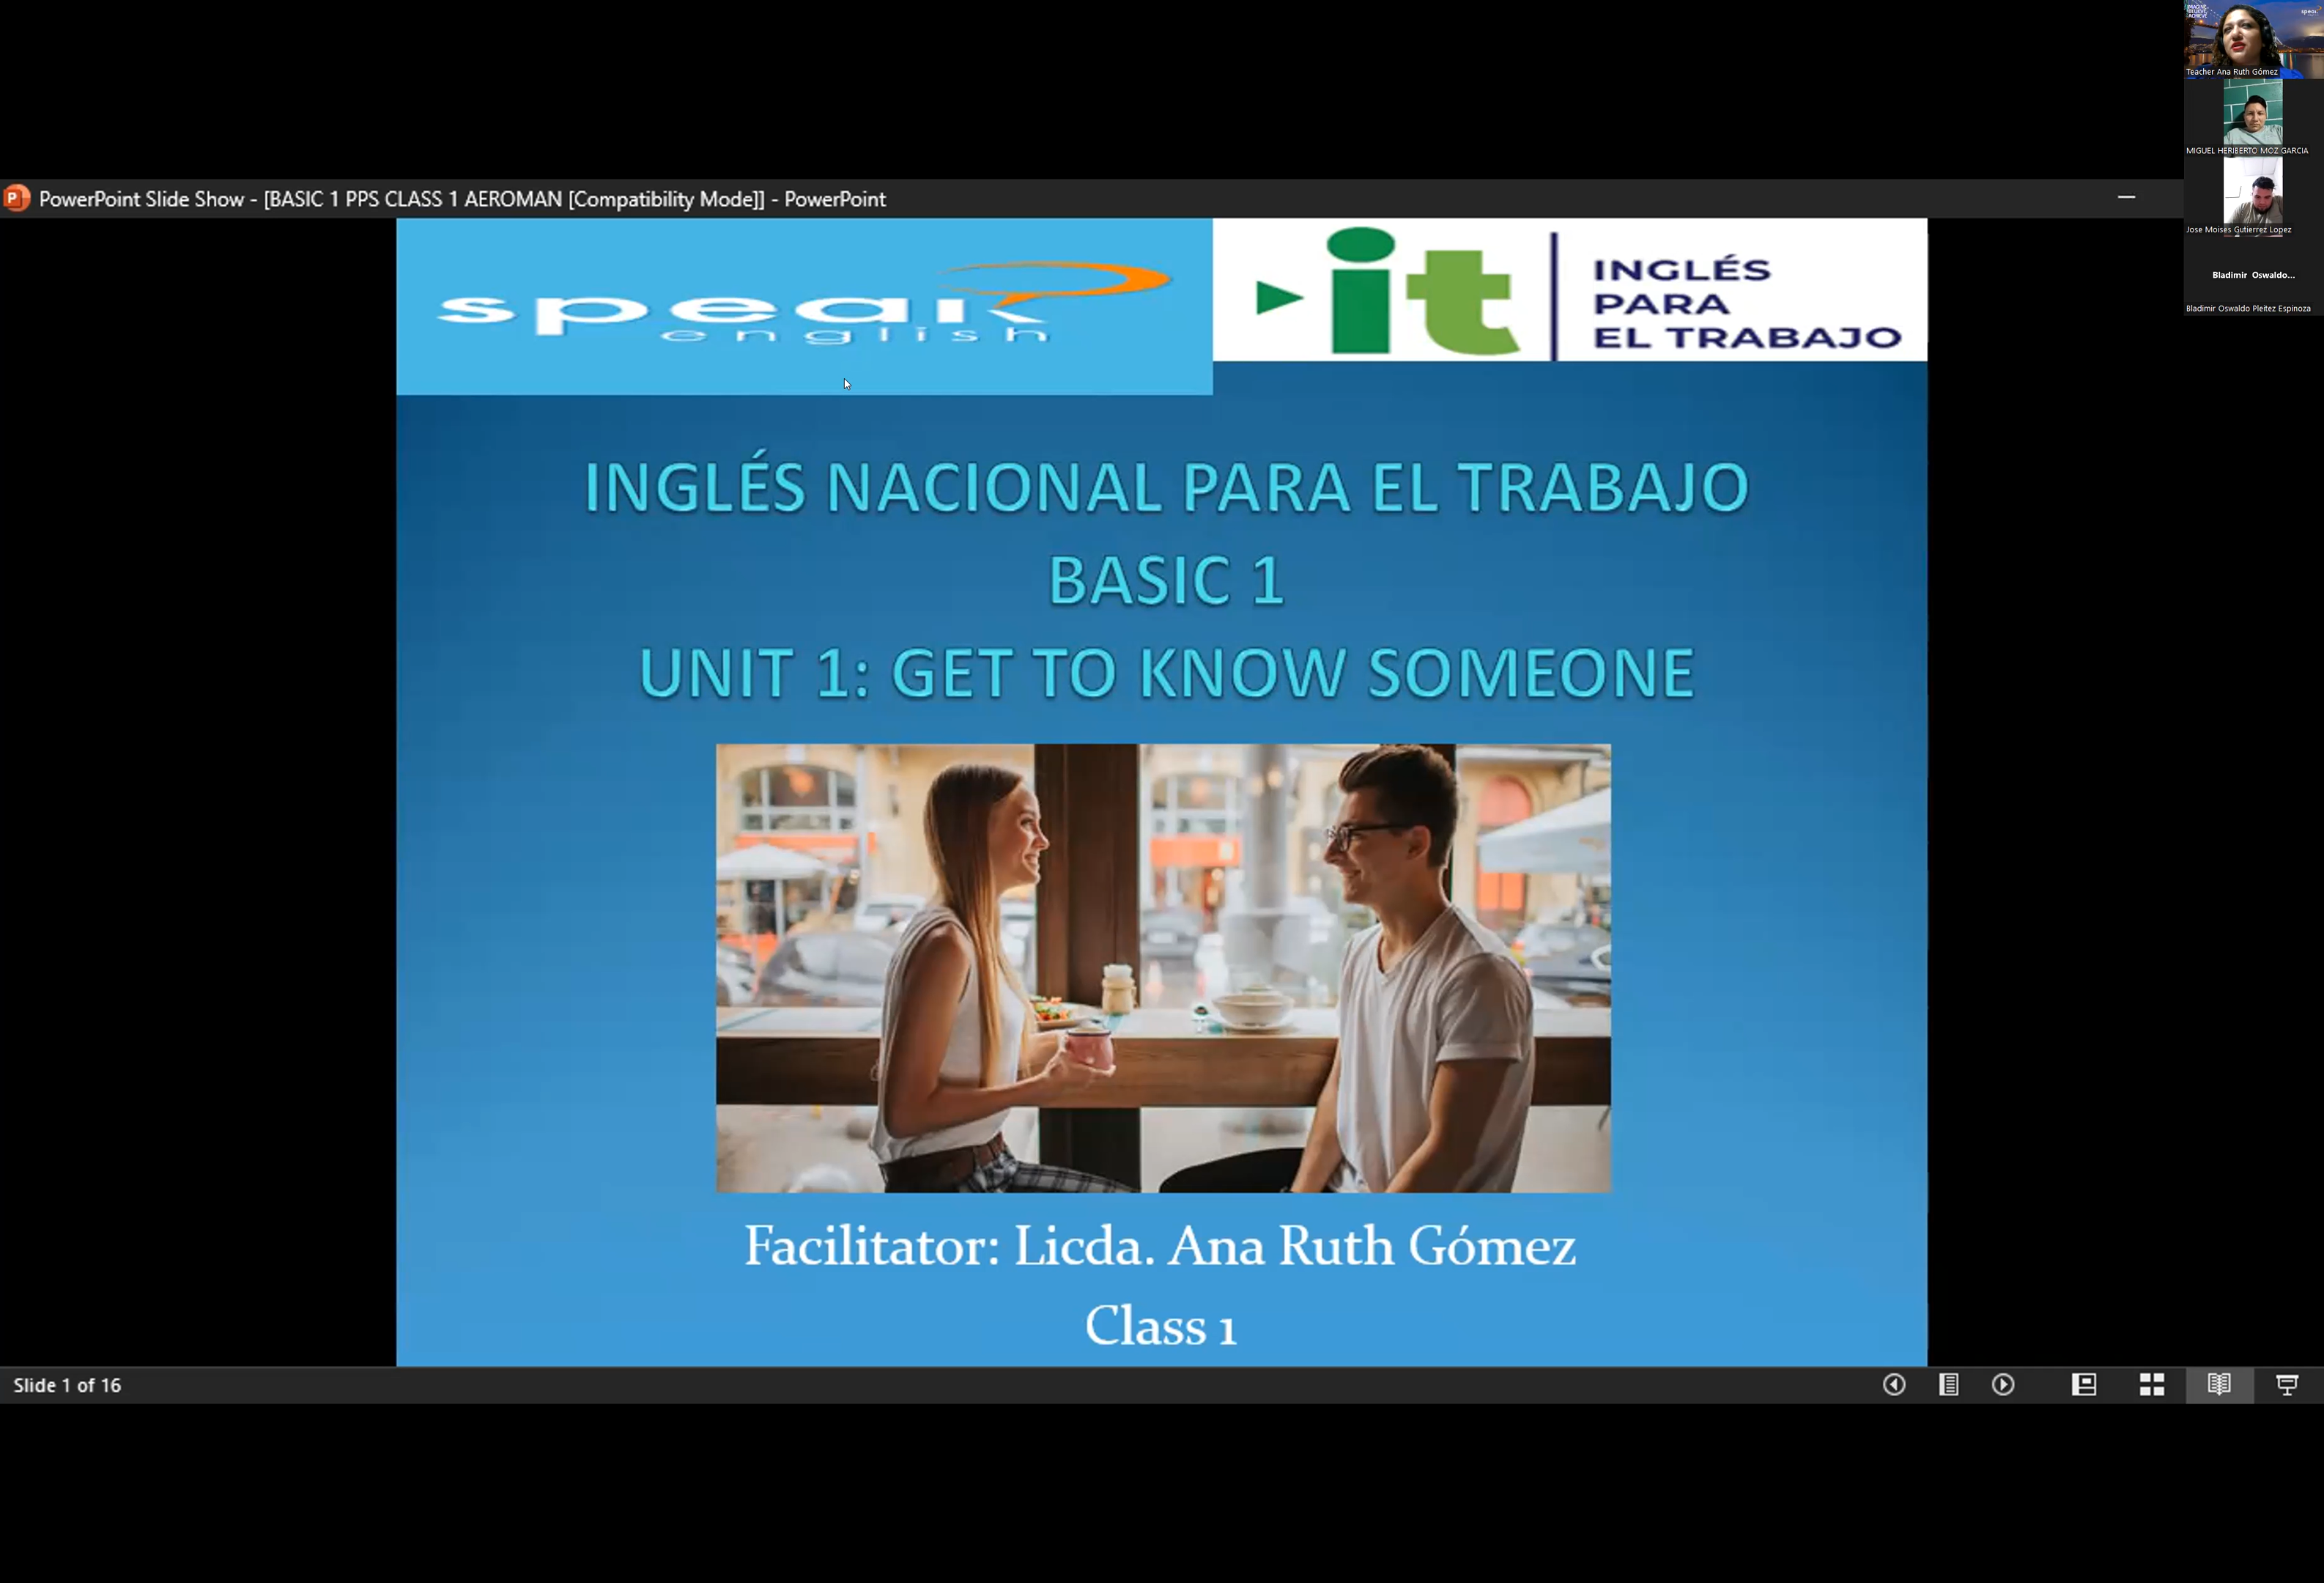 PowerPoint Slide Show - [BASIC 1 PPS CLASS 1 AEROMAN [Compatibility Mode]] - PowerPoint
speak
english
it
INGLÉS
PARA
EL TRABAJO
INGLÉS NACIONAL PARA EL TRABAJO
BASIC 1
UNIT 1: GET TO KNOW SOMEONE
Facilitator: Licda. Ana Ruth Gómez
Class 1
Slide 1 of 16
Teacher Ana Ruth Gómez
MIGUEL HERIBERTO MOZ GARCIA
Jose Moises Gutierrez Lopez
Bladimir Oswaldo...
Bladimir Oswaldo Pleitez Espinoza